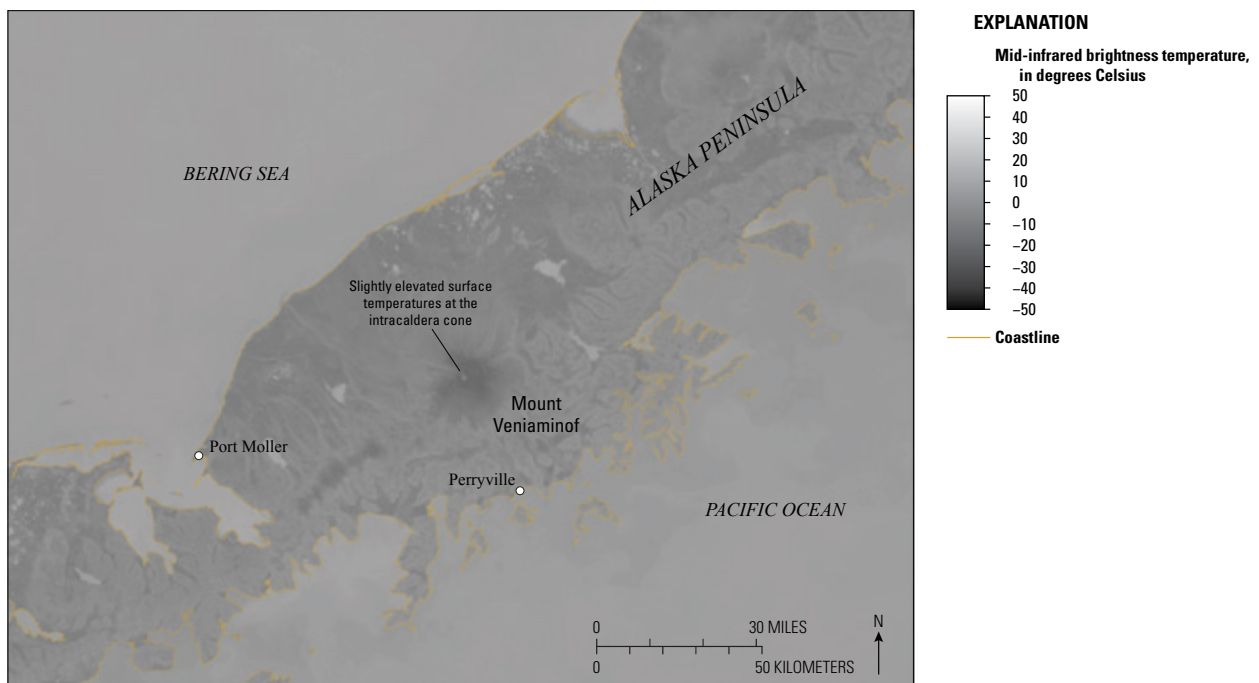 BERING SEA
ALASKA PENINSULA
Slightly elevated surface
temperatures at the
intracaldera cone
Mount
Veniaminof
Port Moller
Perryville
PACIFIC OCEAN
0 30 MILES
0 50 KILOMETERS
N
EXPLANATION
Mid-infrared brightness temperature,
in degrees Celsius
50
40
30
20
10
0
–10
–20
–30
–40
–50
Coastline